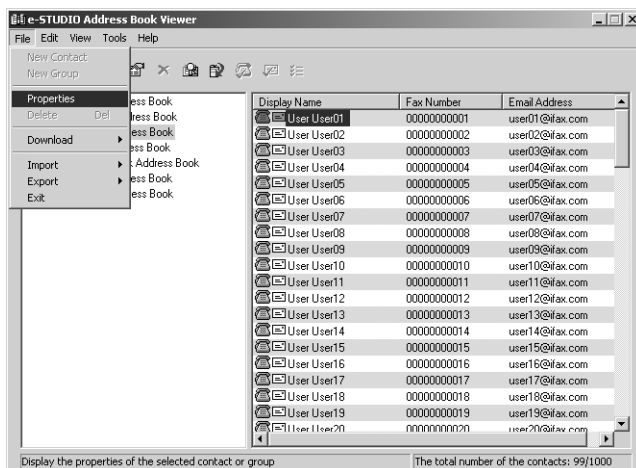 e-STUDIO Address Book Viewer
File Edit View Tools Help
New Contact
New Group
Properties
Delete Del
Download
Import
Export
Exit
ess Book
dress Book
ess Book
ess Book
Address Book
ess Book
ess Book
Display Name Fax Number Email Address
User User01 00000000001 user01@ifax.com
User User02 00000000002 user02@ifax.com
User User03 00000000003 user03@ifax.com
User User04 00000000004 user04@ifax.com
User User05 00000000005 user05@ifax.com
User User06 00000000006 user06@ifax.com
User User07 00000000007 user07@ifax.com
User User08 00000000008 user08@ifax.com
User User09 00000000009 user09@ifax.com
User User10 00000000010 user10@ifax.com
User User11 00000000011 user11@ifax.com
User User12 00000000012 user12@ifax.com
User User13 00000000013 user13@ifax.com
User User14 00000000014 user14@ifax.com
User User15 00000000015 user15@ifax.com
User User16 00000000016 user16@ifax.com
User User17 00000000017 user17@ifax.com
User User18 00000000018 user18@ifax.com
User User19 00000000019 user19@ifax.com
User User20 00000000020 user20@ifax.com
Display the properties of the selected contact or group
The total number of the contacts: 99/1000